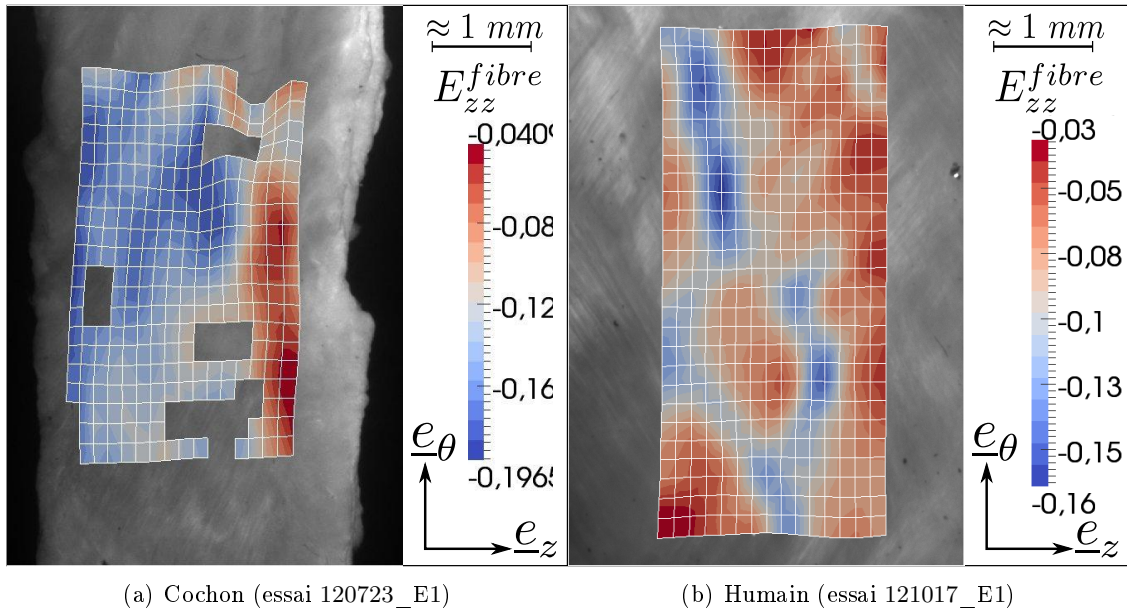 ≈ 1 mm
E_zz^fibre
-0,0409
-0,08
-0,12
-0,16
-0,1965
e_θ
e_z
(a) Cochon (essai 120723_E1)
≈ 1 mm
E_zz^fibre
-0,03
-0,05
-0,08
-0,1
-0,13
-0,15
-0,16
e_θ
e_z
(b) Humain (essai 121017_E1)